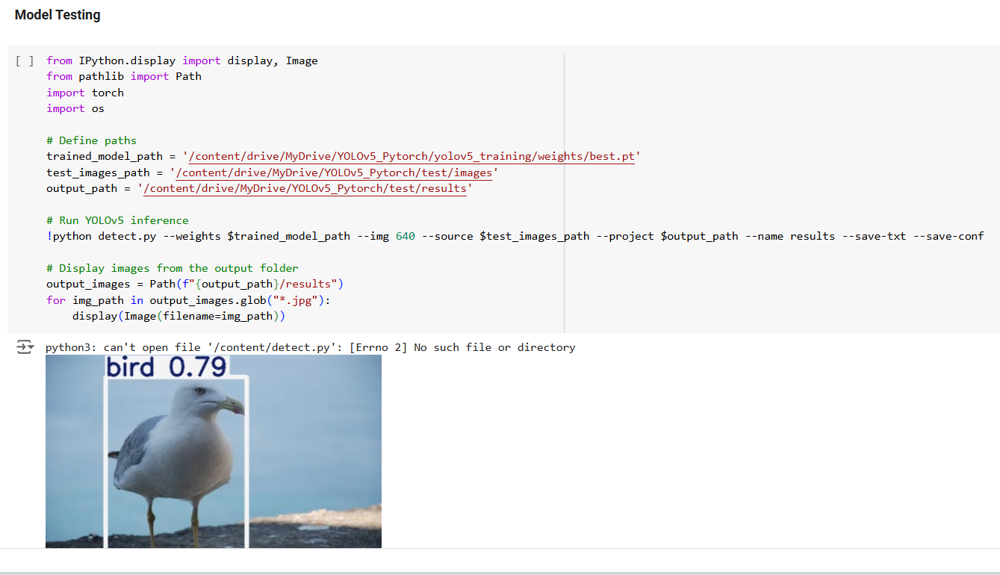 Model Testing
[ ] from IPython.display import display, Image
from pathlib import Path
import torch
import os
# Define paths
trained_model_path = '/content/drive/MyDrive/YOLOv5_Pytorch/yolov5_training/weights/best.pt'
test_images_path = '/content/drive/MyDrive/YOLOv5_Pytorch/test/images'
output_path = '/content/drive/MyDrive/YOLOv5_Pytorch/test/results'
# Run YOLOv5 inference
!python detect.py --weights $trained_model_path --img 640 --source $test_images_path --project $output_path --name results --save-txt --save-conf
# Display images from the output folder
output_images = Path(f"{output_path}/results")
for img_path in output_images.glob("*.jpg"):
    display(Image(filename=img_path))
python3: can't open file '/content/detect.py': [Errno 2] No such file or directory
bird 0.79